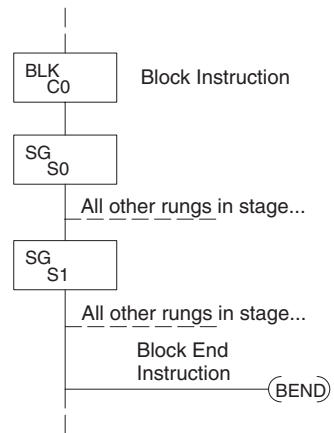 BLK
C0
Block Instruction
SG
S0
All other rungs in stage...
SG
S1
All other rungs in stage...
Block End
Instruction
(BEND)